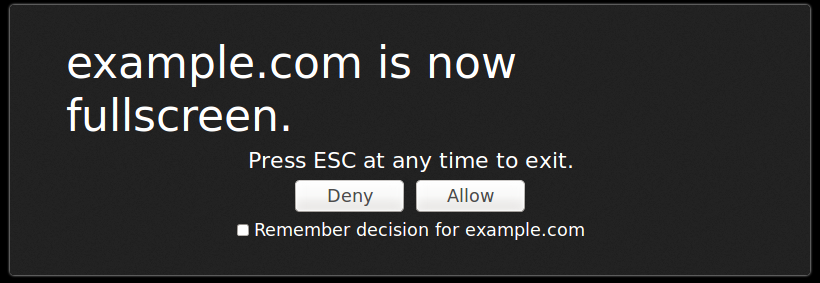 example.com is now
fullscreen.
Press ESC at any time to exit.
Deny Allow
Remember decision for example.com